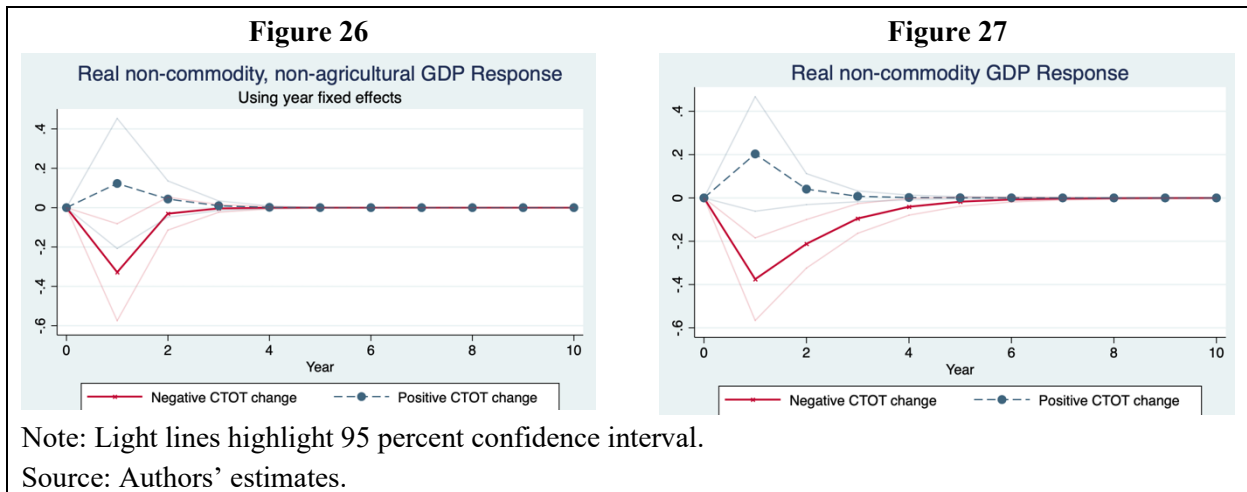 Figure 26
Real non-commodity, non-agricultural GDP Response
Using year fixed effects
.4
.2
0
-.2
-.4
-.6
0 2 4 6 8 10
Year
Negative CTOT change Positive CTOT change
Figure 27
Real non-commodity GDP Response
.4
.2
0
-.2
-.4
-.6
0 2 4 6 8 10
Year
Negative CTOT change Positive CTOT change
Note: Light lines highlight 95 percent confidence interval.
Source: Authors’ estimates.